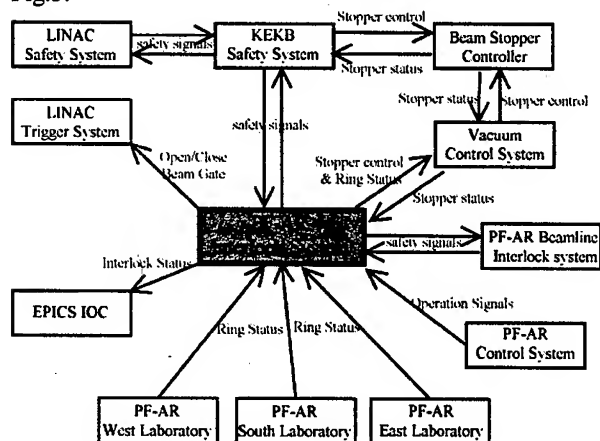 Fig.3.
LINAC
Safety System
safety signals
KEKB
Safety System
Stopper control
Stopper status
Beam Stopper
Controller
LINAC
Trigger System
Open/Close
Beam Gate
safety signals
Stopper status
Stopper control
Vacuum
Control System
Stopper control
& Ring Status
Stopper status
safety signals
PF-AR Beamline
Interlock system
Interlock Status
EPICS IOC
Operation Signals
PF-AR
Control System
Ring Status
Ring Status
Ring Status
PF-AR
West Laboratory
PF-AR
South Laboratory
PF-AR
East Laboratory